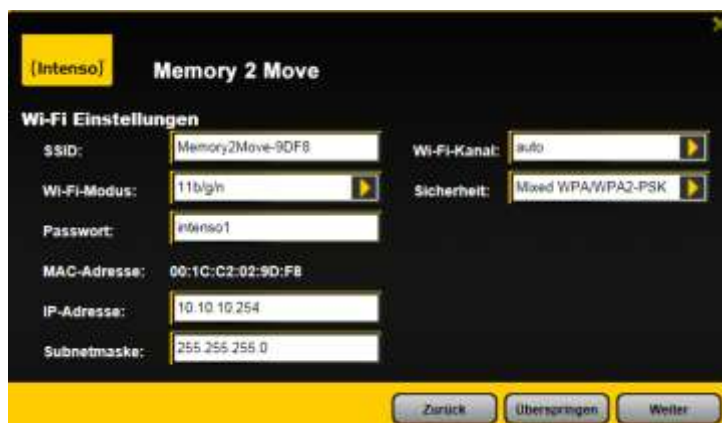 (Intenso)
Memory 2 Move
Wi-Fi Einstellungen
SSID: Memory2Move-9DF8
Wi-Fi-Kanal: auto
Wi-Fi-Modus: 11b/g/n
Sicherheit: Mixed WPA/WPA2-PSK
Passwort: intenso1
MAC-Adresse: 00:1C:C2:02:9D:F8
IP-Adresse: 10.10.10.254
Subnetmaske: 255.255.255.0
Zurück
Überspringen
Weiter